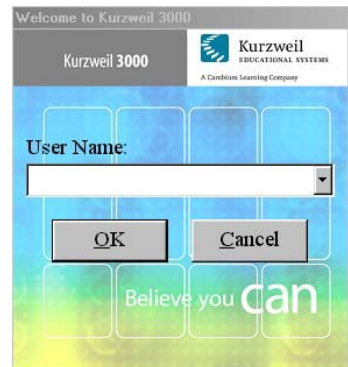 Welcome to Kurzweil 3000
Kurzweil 3000
Kurzweil
EDUCATIONAL SYSTEMS
A Cambium Learning Company
User Name:
OK
Cancel
Believe you can